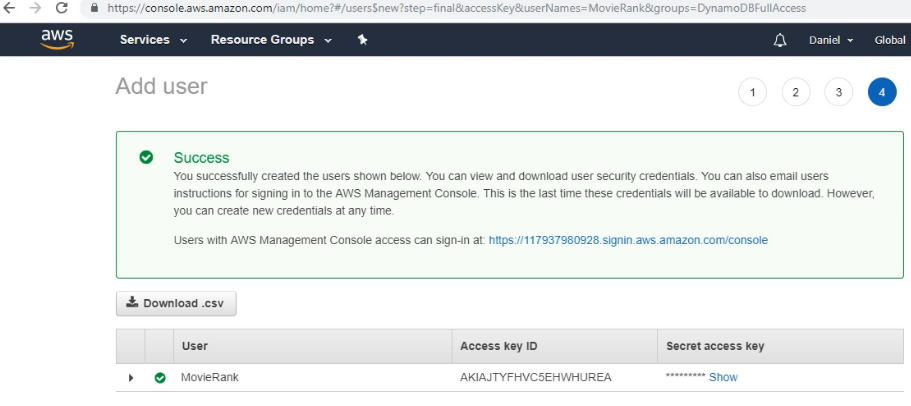 https://console.aws.amazon.com/iam/home?#/users$new?step=final&accessKey&userNames=MovieRank&groups=DynamoDBFullAccess
aws Services Resource Groups Daniel Global
Add user
1 2 3 4
Success
You successfully created the users shown below. You can view and download user security credentials. You can also email users
instructions for signing in to the AWS Management Console. This is the last time these credentials will be available to download. However,
you can create new credentials at any time.
Users with AWS Management Console access can sign-in at: https://117937980928.signin.aws.amazon.com/console
Download .csv
User Access key ID Secret access key
MovieRank AKIAJTYFHVC5EHWHUREA ********* Show